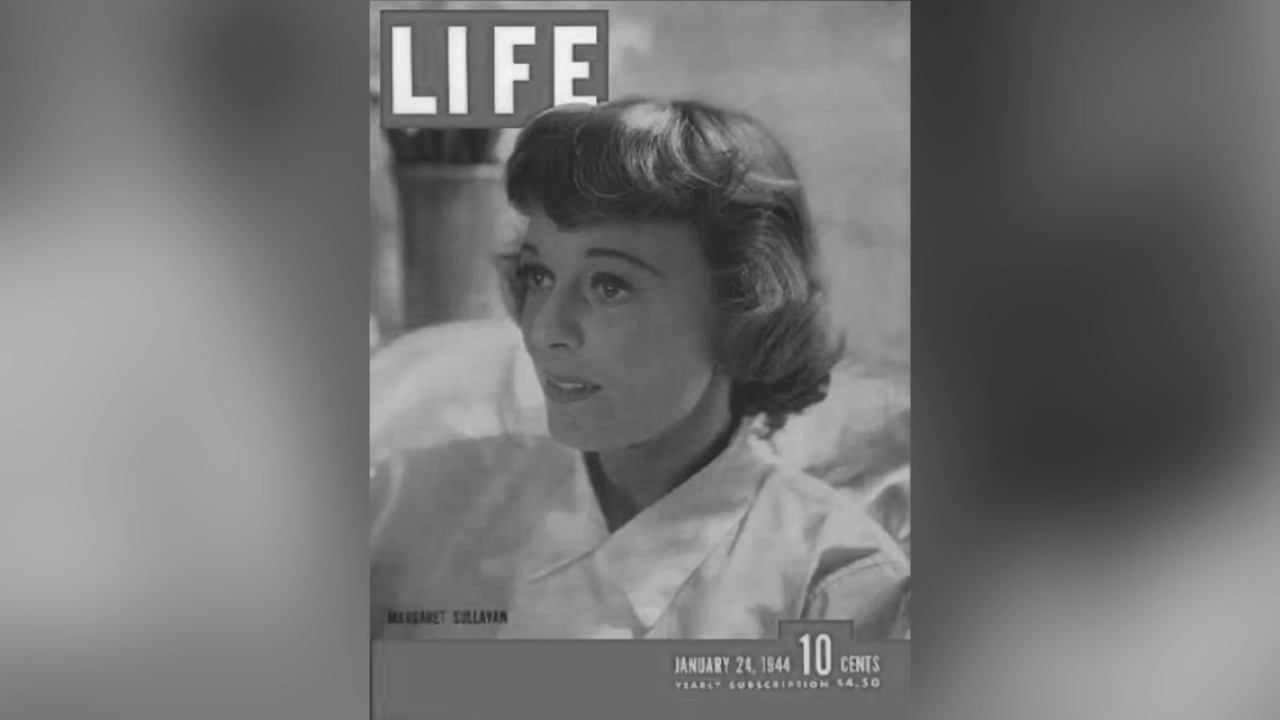 LIFE
MARGARET SULLAVAN
JANUARY 24, 1944 10 CENTS
YEARLY SUBSCRIPTION $4.50